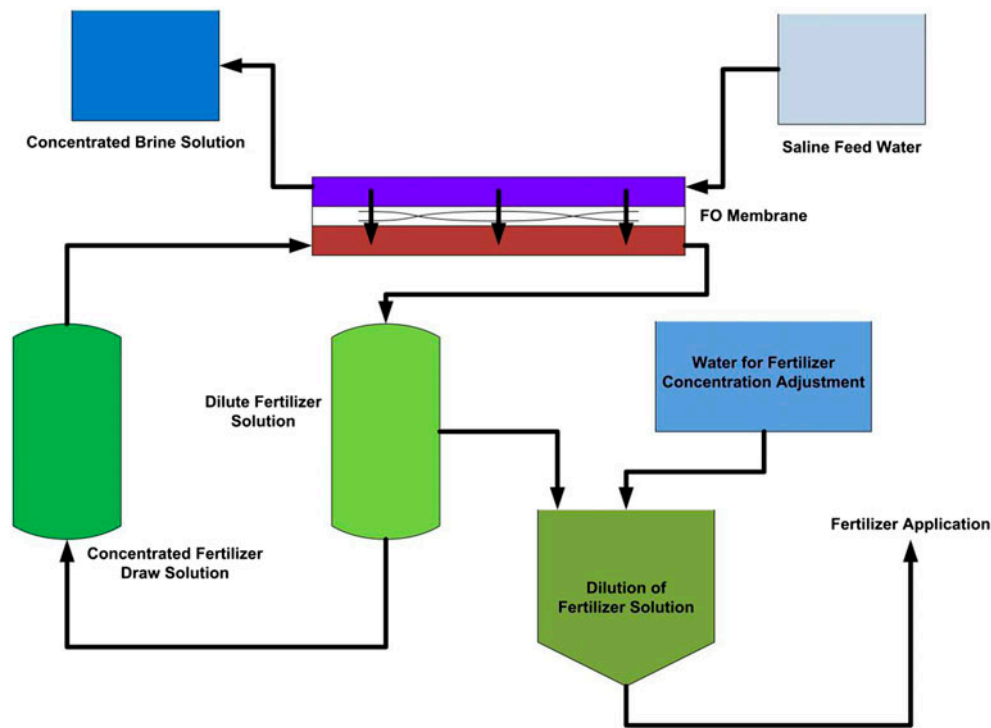 Concentrated Brine Solution
Saline Feed Water
FO Membrane
Water for Fertilizer
Concentration Adjustment
Dilute Fertilizer
Solution
Fertilizer Application
Concentrated Fertilizer
Draw Solution
Dilution of
Fertilizer Solution